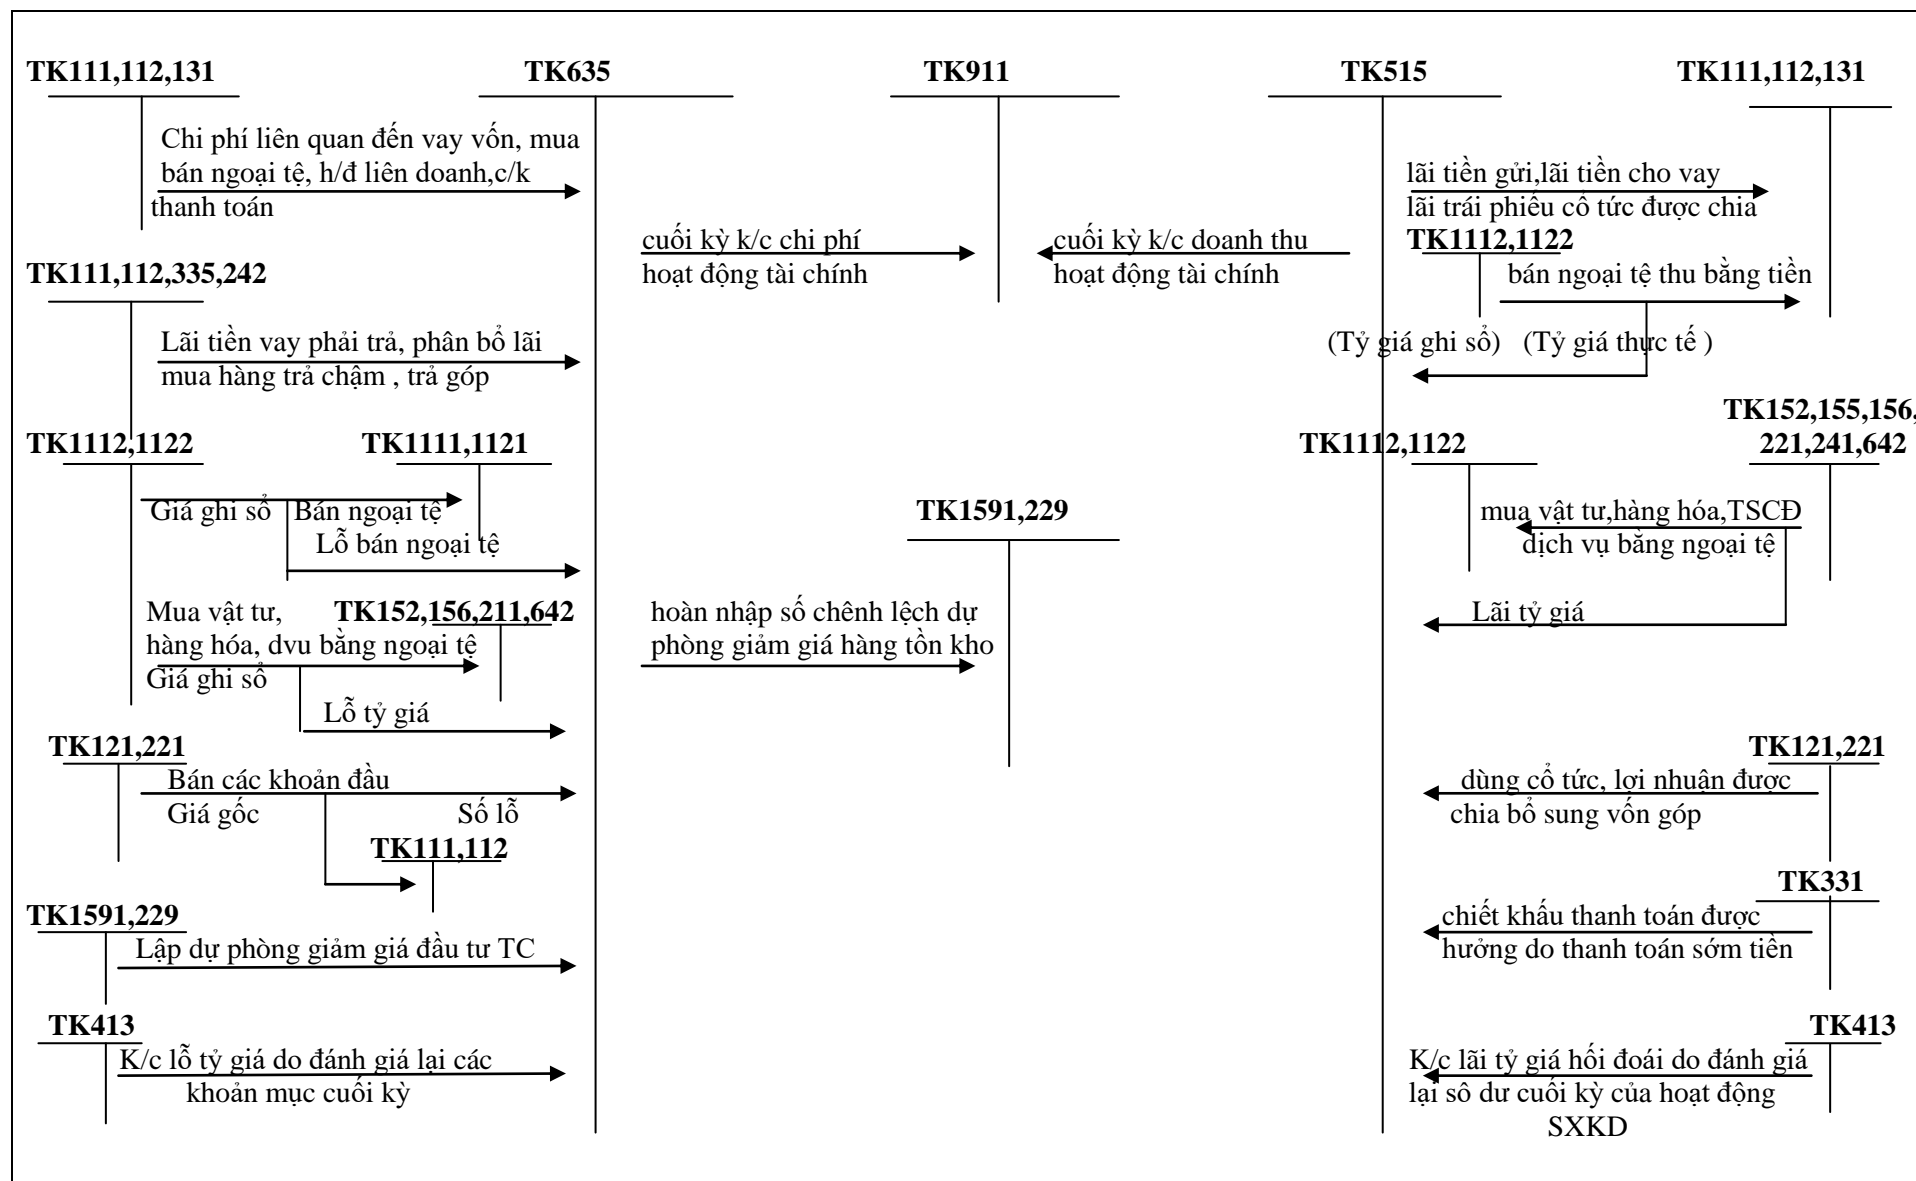 TK111,112,131
TK635
TK911
TK515
TK111,112,131
Chi phí liên quan đến vay vốn, mua
bán ngoại tệ, h/đ liên doanh,c/k
thanh toán
lãi tiền gửi,lãi tiền cho vay
lãi trái phiếu cổ tức được chia
cuối kỳ k/c chi phí
hoạt động tài chính
cuối kỳ k/c doanh thu
hoạt động tài chính
TK1112,1122
bán ngoại tệ thu bằng tiền
(Tỷ giá ghi sổ)
(Tỷ giá thực tế )
TK111,112,335,242
Lãi tiền vay phải trả, phân bổ lãi
mua hàng trả chậm , trả góp
TK1112,1122
TK1111,1121
Giá ghi sổ
Bán ngoại tệ
Lỗ bán ngoại tệ
TK1591,229
TK1112,1122
TK152,155,156,
221,241,642
mua vật tư,hàng hóa,TSCĐ
dịch vụ bằng ngoại tệ
Lãi tỷ giá
Mua vật tư,
hàng hóa, dvu bằng ngoại tệ
Giá ghi sổ
TK152,156,211,642
Lỗ tỷ giá
hoàn nhập số chênh lệch dự
phòng giảm giá hàng tồn kho
TK121,221
Bán các khoản đầu
Giá gốc
Số lỗ
TK111,112
TK121,221
dùng cổ tức, lợi nhuận được
chia bổ sung vốn góp
TK1591,229
Lập dự phòng giảm giá đầu tư TC
TK331
chiết khấu thanh toán được
hưởng do thanh toán sớm tiền
TK413
K/c lỗ tỷ giá do đánh giá lại các
khoản mục cuối kỳ
TK413
K/c lãi tỷ giá hối đoái do đánh giá
lại sô dư cuối kỳ của hoạt động
SXKD